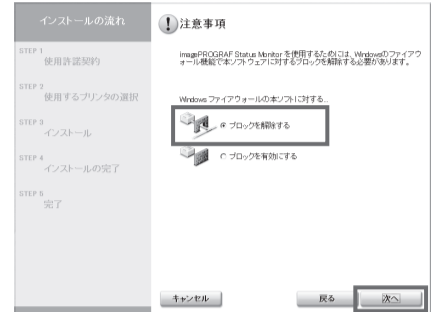 インストールの流れ
STEP 1
使用許諾契約
STEP 2
使用するプリンタの選択
STEP 3
インストール
STEP 4
インストールの完了
STEP 5
完了
注意事項
imagePROGRAF Status Monitor を使用するためには、Windowsのファイアウ
ォール機能で本ソフトウェアに対するブロックを解除する必要があります。
Windows ファイアウォールの本ソフトに対する...
ブロックを解除する
ブロックを有効にする
キャンセル
戻る
次へ